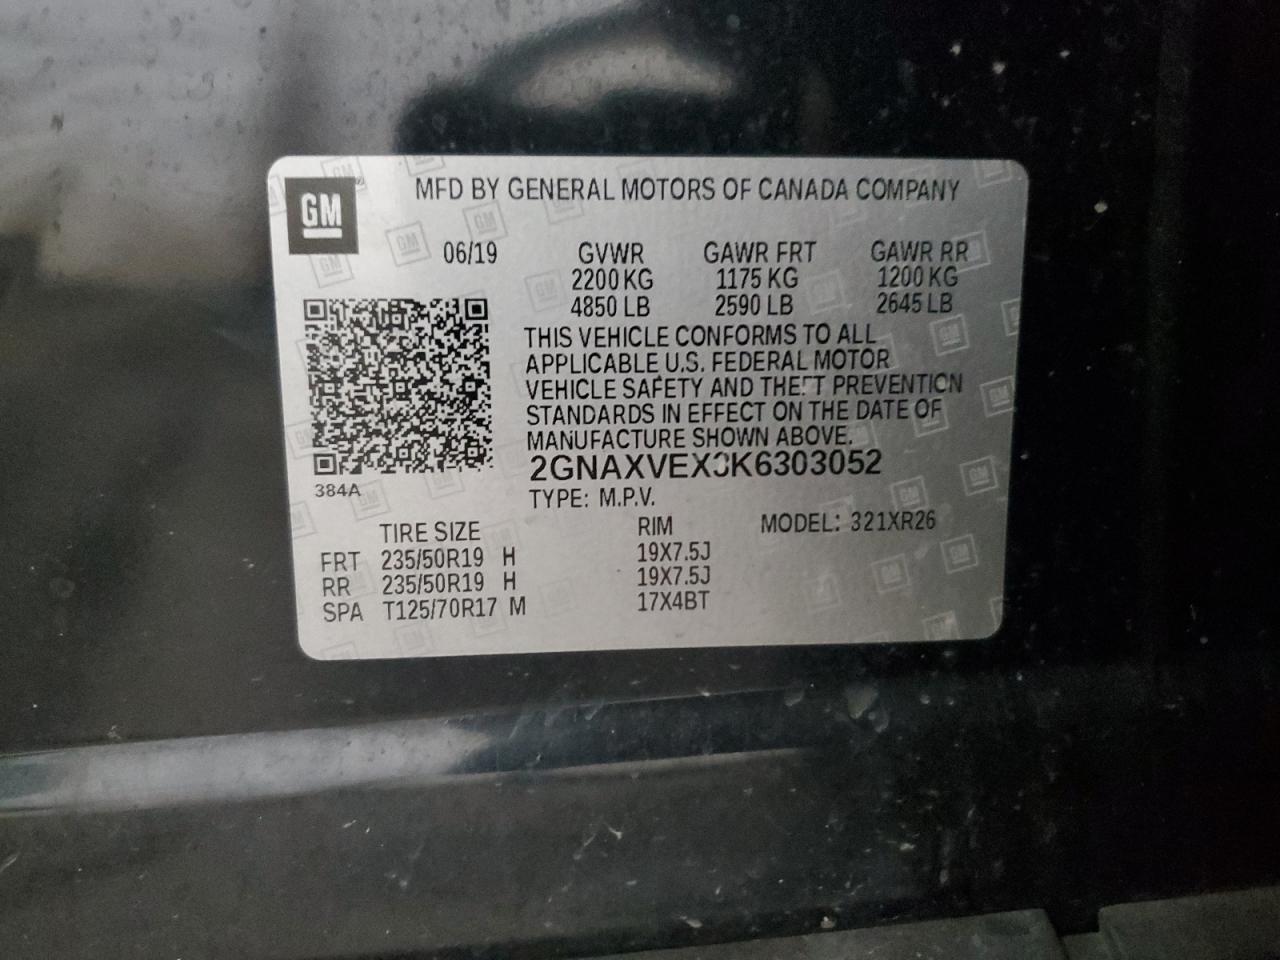 GM
MFD BY GENERAL MOTORS OF CANADA COMPANY
06/19 GVWR GAWR FRT GAWR RR
2200 KG 1175 KG 1200 KG
4850 LB 2590 LB 2645 LB
THIS VEHICLE CONFORMS TO ALL
APPLICABLE U.S. FEDERAL MOTOR
VEHICLE SAFETY AND THEFT PREVENTION
STANDARDS IN EFFECT ON THE DATE OF
MANUFACTURE SHOWN ABOVE.
2GNAXVEX3K6303052
384A
TYPE: M.P.V.
TIRE SIZE RIM MODEL: 321XR26
FRT 235/50R19 H 19X7.5J
RR 235/50R19 H 19X7.5J
SPA T125/70R17 M 17X4BT